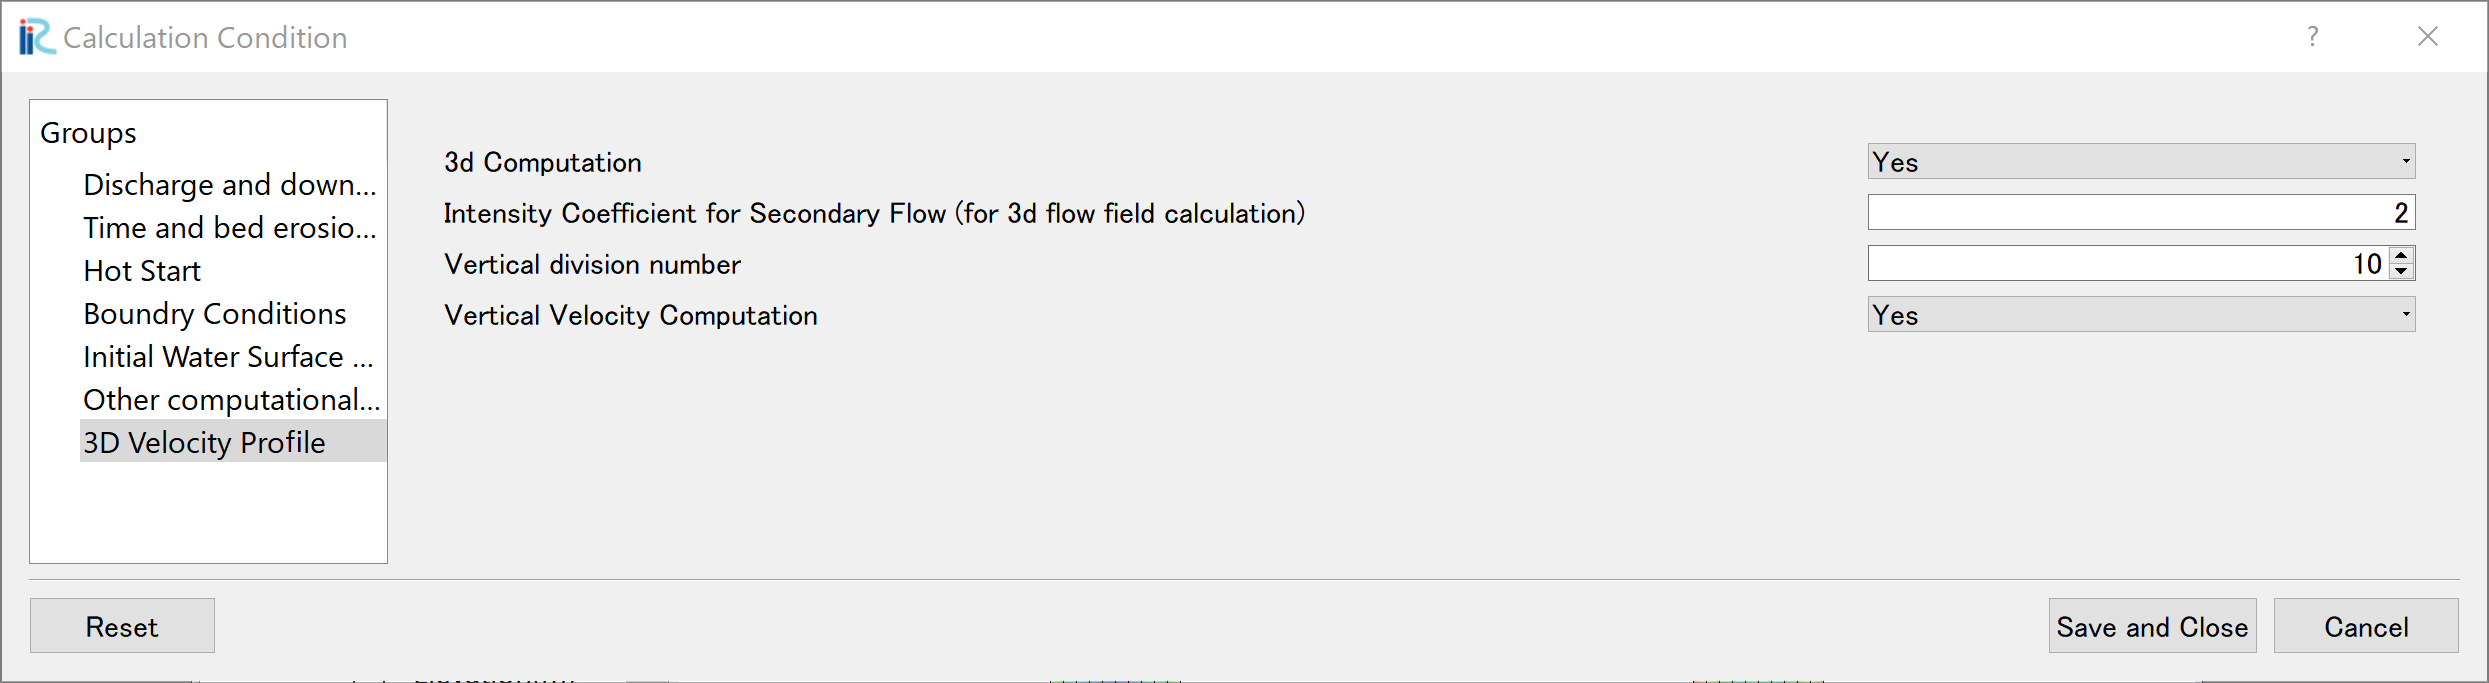 Calculation Condition
?
Groups
Discharge and down...
Time and bed erosio...
Hot Start
Boundry Conditions
Initial Water Surface ...
Other computational...
3D Velocity Profile
3d Computation
Yes
Intensity Coefficient for Secondary Flow (for 3d flow field calculation)
2
Vertical division number
10
Vertical Velocity Computation
Yes
Reset
Save and Close
Cancel